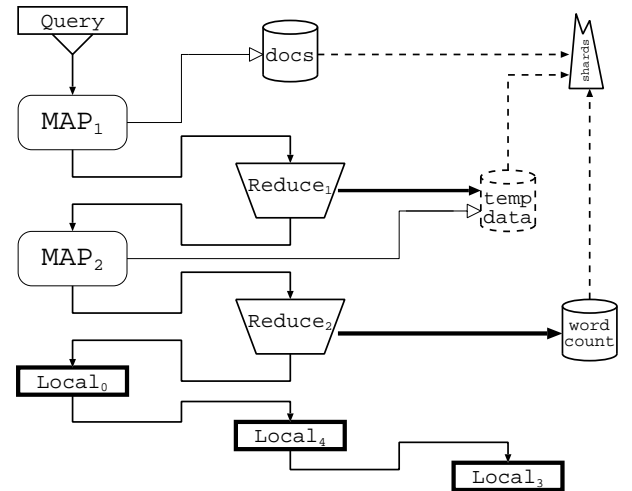 Query
docs
shards
MAP₁
Reduce₁
temp
data
MAP₂
Reduce₂
word
count
Local₀
Local₄
Local₃